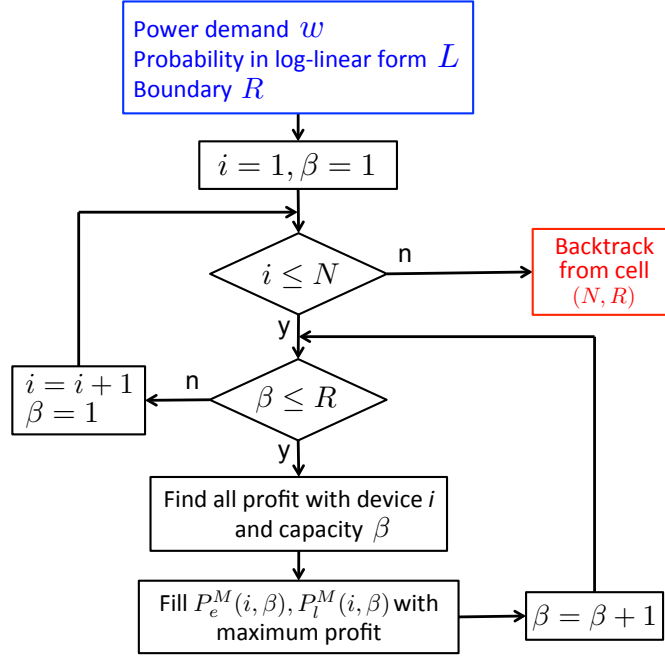 Power demand w
Probability in log-linear form L
Boundary R
i = 1, β = 1
i ≤ N
n
Backtrack
from cell
(N, R)
y
i = i + 1
β = 1
n
β ≤ R
y
Find all profit with device i
and capacity β
Fill P_e^M(i, β), P_l^M(i, β) with
maximum profit
β = β + 1